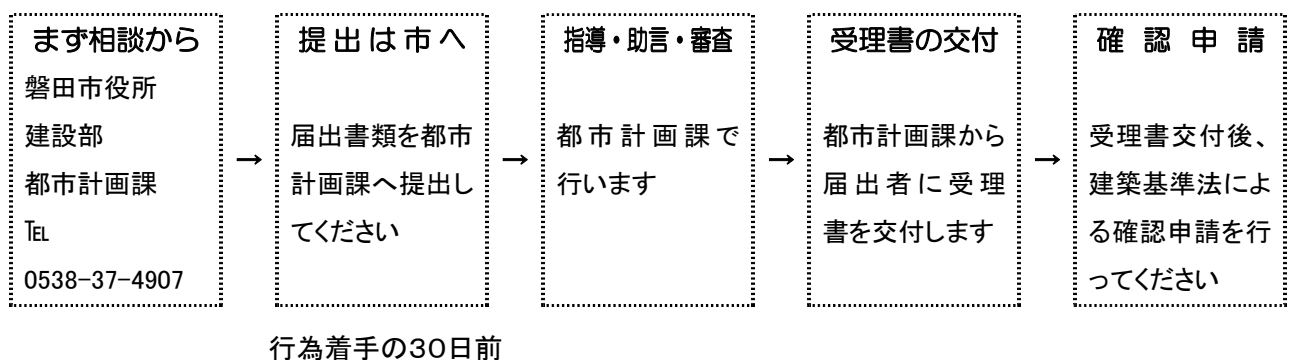 まず相談から
磐田市役所
建設部
都市計画課
℡
0538-37-4907
→
提出は市へ
届出書類を都市
計画課へ提出し
てください
→
指導・助言・審査
都市計画課で
行います
→
受理書の交付
都市計画課から
届出者に受理
書を交付します
→
確認申請
受理書交付後、
建築基準法によ
る確認申請を行
ってください
行為着手の30日前